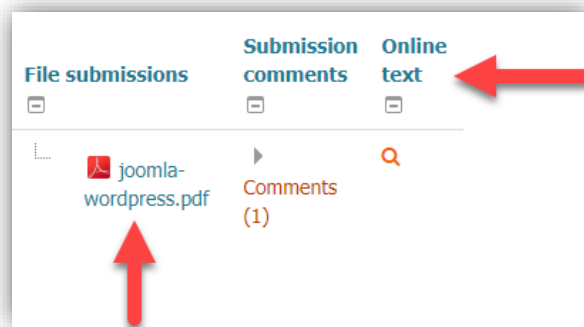 File submissions
Submission comments
Online text
joomla-
wordpress.pdf
Comments
(1)